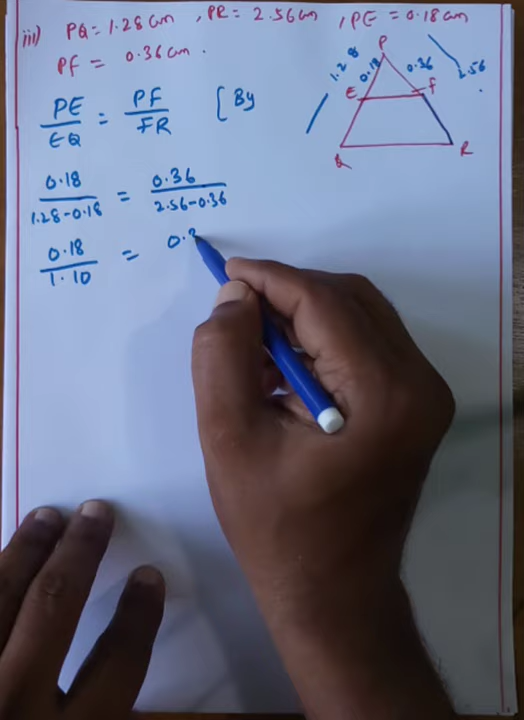 iii) PQ = 1.28 cm , PR = 2.56 cm , PE = 0.18 cm
PF = 0.36 cm .
PE/EQ = PF/FR [ By
0.18/1.28-0.18 = 0.36/2.56-0.36
0.18/1.10 = 0.3
P
1.28 0.18 0.36 2.56
E F
Q R